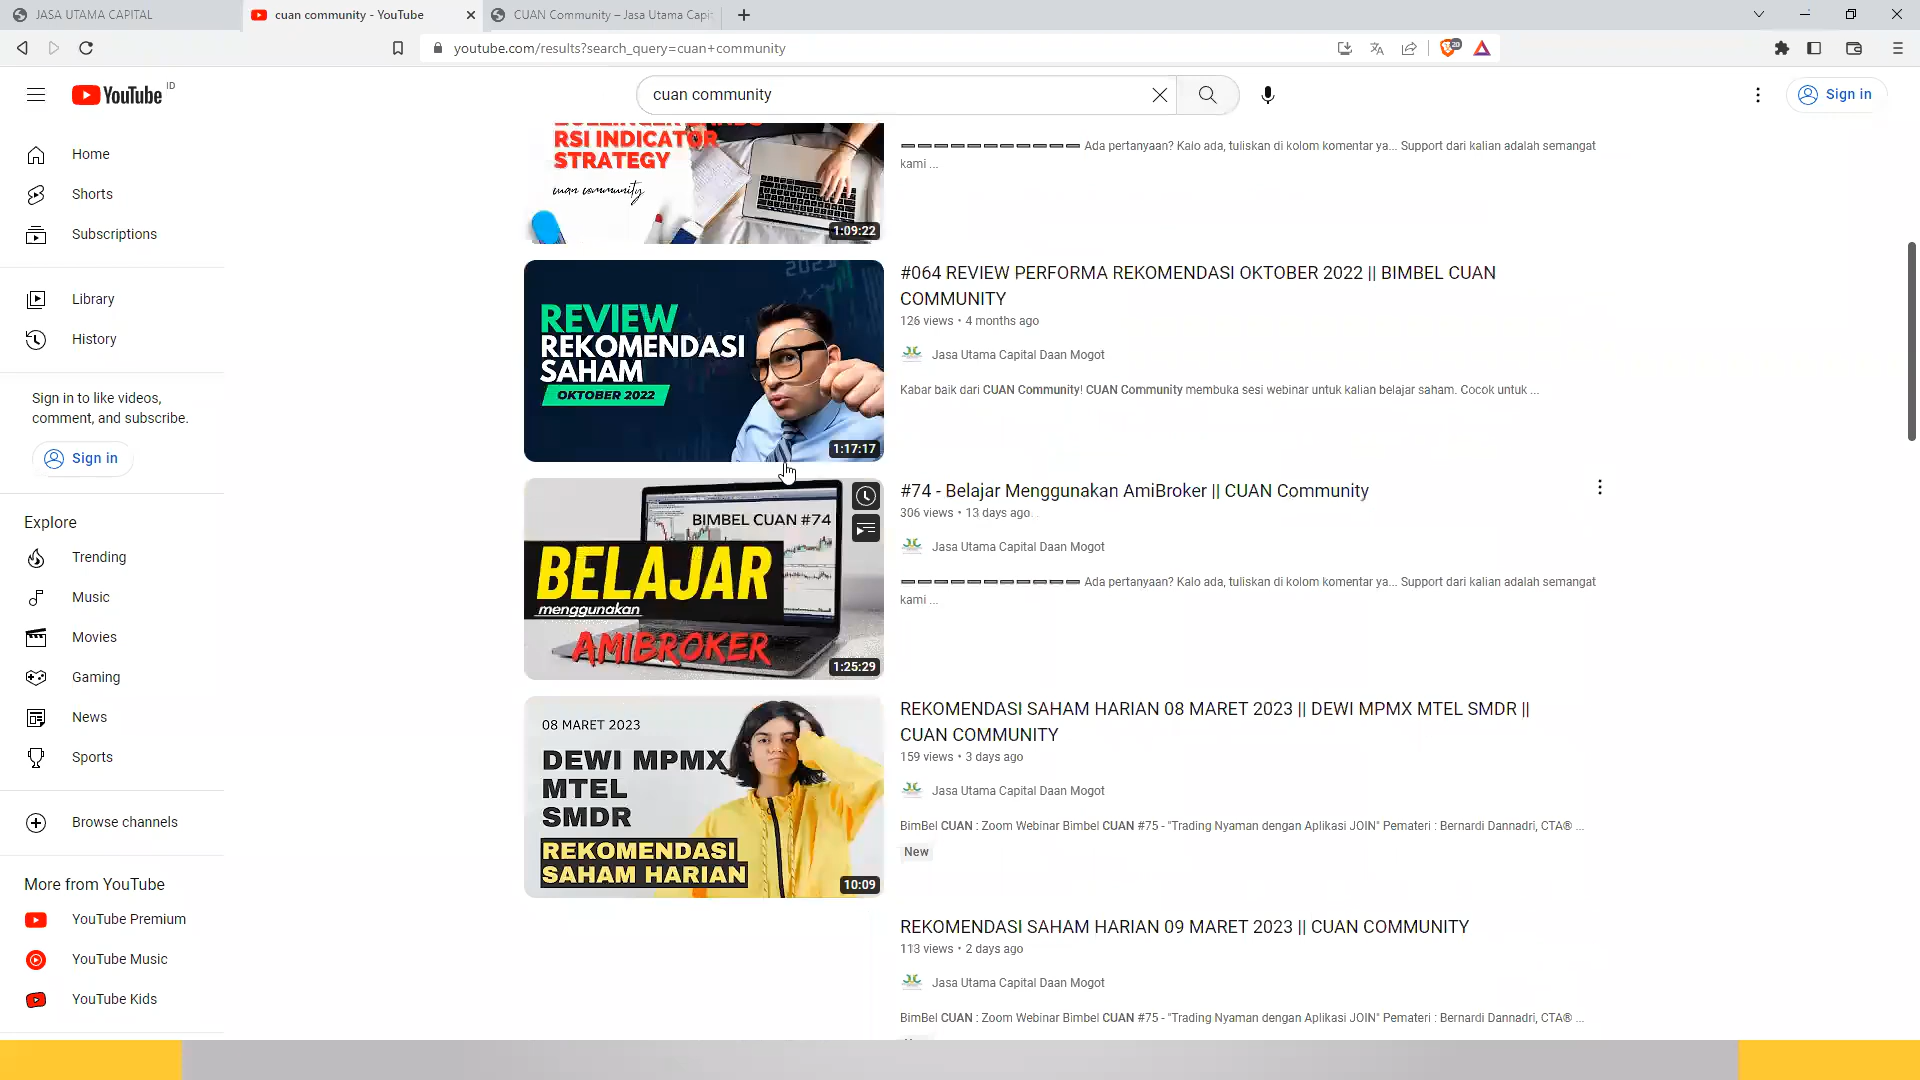 JASA UTAMA CAPITAL
cuan community - YouTube
CUAN Community – Jasa Utama Capi
youtube.com/results?search_query=cuan+community
YouTube ID
cuan community
Sign in
Home
Shorts
Subscriptions
Library
History
Sign in to like videos,
comment, and subscribe.
Sign in
Explore
Trending
Music
Movies
Gaming
News
Sports
Browse channels
More from YouTube
YouTube Premium
YouTube Music
YouTube Kids
RSI INDICATOR
STRATEGY
cuan community
1:09:22
Ada pertanyaan? Kalo ada, tuliskan di kolom komentar ya... Support dari kalian adalah semangat
kami ...
2022
REVIEW
REKOMENDASI
SAHAM
OKTOBER 2022
1:17:17
#064 REVIEW PERFORMA REKOMENDASI OKTOBER 2022 || BIMBEL CUAN
COMMUNITY
126 views • 4 months ago
Jasa Utama Capital Daan Mogot
Kabar baik dari CUAN Community! CUAN Community membuka sesi webinar untuk kalian belajar saham. Cocok untuk ...
BIMBEL CUAN #74
BELAJAR
menggunakan
AMIBROKER
1:25:29
#74 - Belajar Menggunakan AmiBroker || CUAN Community
306 views • 13 days ago
Jasa Utama Capital Daan Mogot
Ada pertanyaan? Kalo ada, tuliskan di kolom komentar ya... Support dari kalian adalah semangat
kami ...
08 MARET 2023
DEWI MPMX
MTEL
SMDR
REKOMENDASI
SAHAM HARIAN
10:09
REKOMENDASI SAHAM HARIAN 08 MARET 2023 || DEWI MPMX MTEL SMDR ||
CUAN COMMUNITY
159 views • 3 days ago
Jasa Utama Capital Daan Mogot
BimBel CUAN : Zoom Webinar Bimbel CUAN #75 - "Trading Nyaman dengan Aplikasi JOIN" Pemateri : Bernardi Dannadri, CTA® ...
New
REKOMENDASI SAHAM HARIAN 09 MARET 2023 || CUAN COMMUNITY
113 views • 2 days ago
Jasa Utama Capital Daan Mogot
BimBel CUAN : Zoom Webinar Bimbel CUAN #75 - "Trading Nyaman dengan Aplikasi JOIN" Pemateri : Bernardi Dannadri, CTA® ...